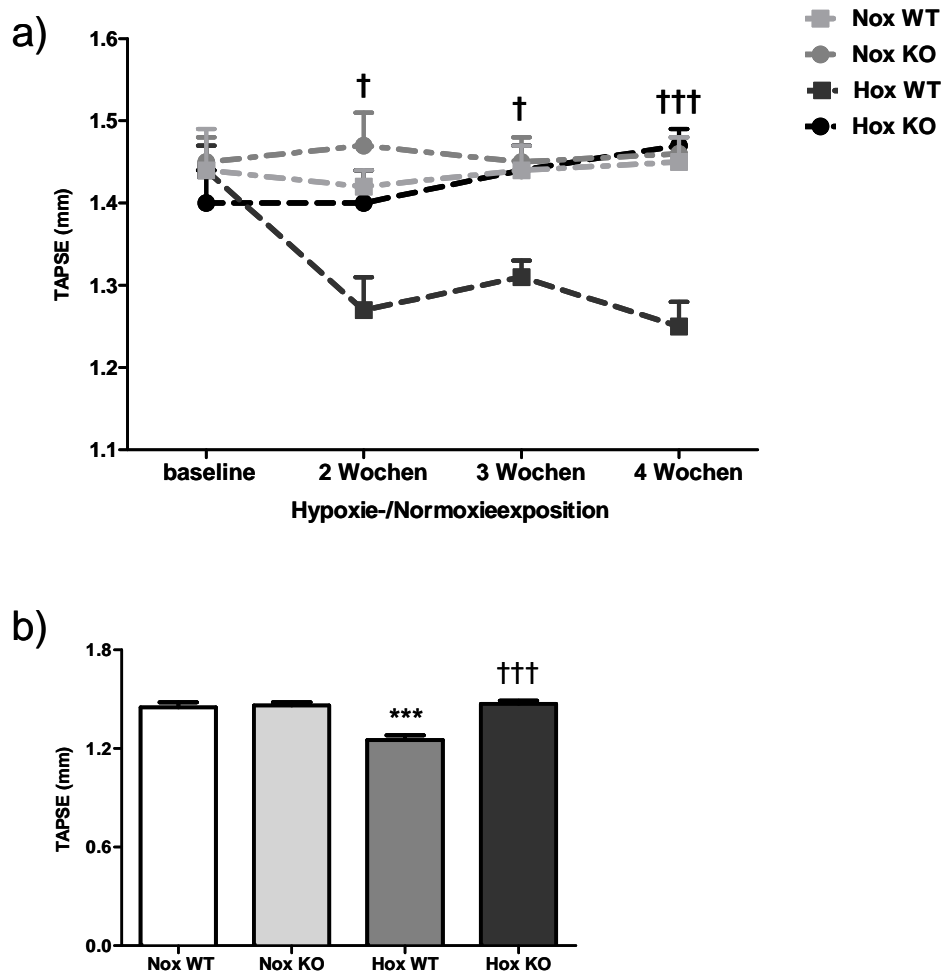 a)
Nox WT
Nox KO
Hox WT
Hox KO
1.6
1.5
1.4
1.3
1.2
1.1
TAPSE (mm)
†
†
†††
baseline
2 Wochen
3 Wochen
4 Wochen
Hypoxie-/Normoxieexposition
b)
1.8
1.2
0.6
0.0
TAPSE (mm)
***
†††
Nox WT
Nox KO
Hox WT
Hox KO